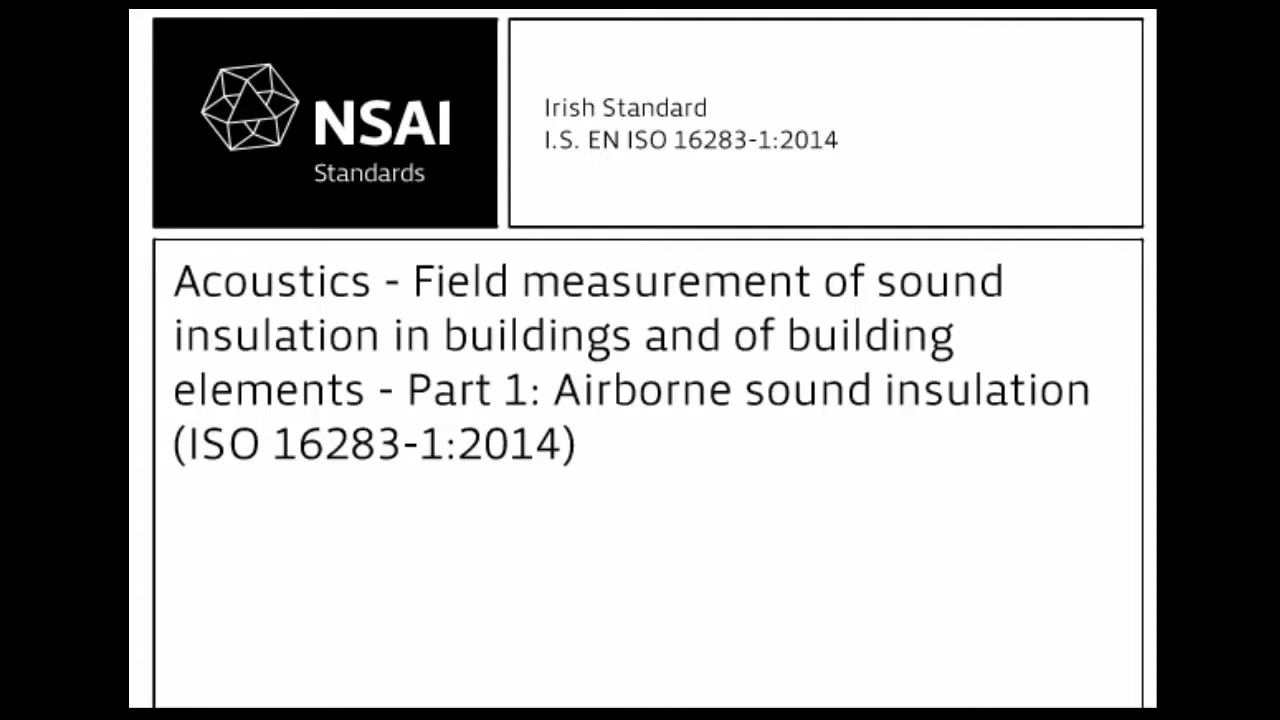 NSAI
Standards
Irish Standard
I.S. EN ISO 16283-1:2014
Acoustics - Field measurement of sound
insulation in buildings and of building
elements - Part 1: Airborne sound insulation
(ISO 16283-1:2014)